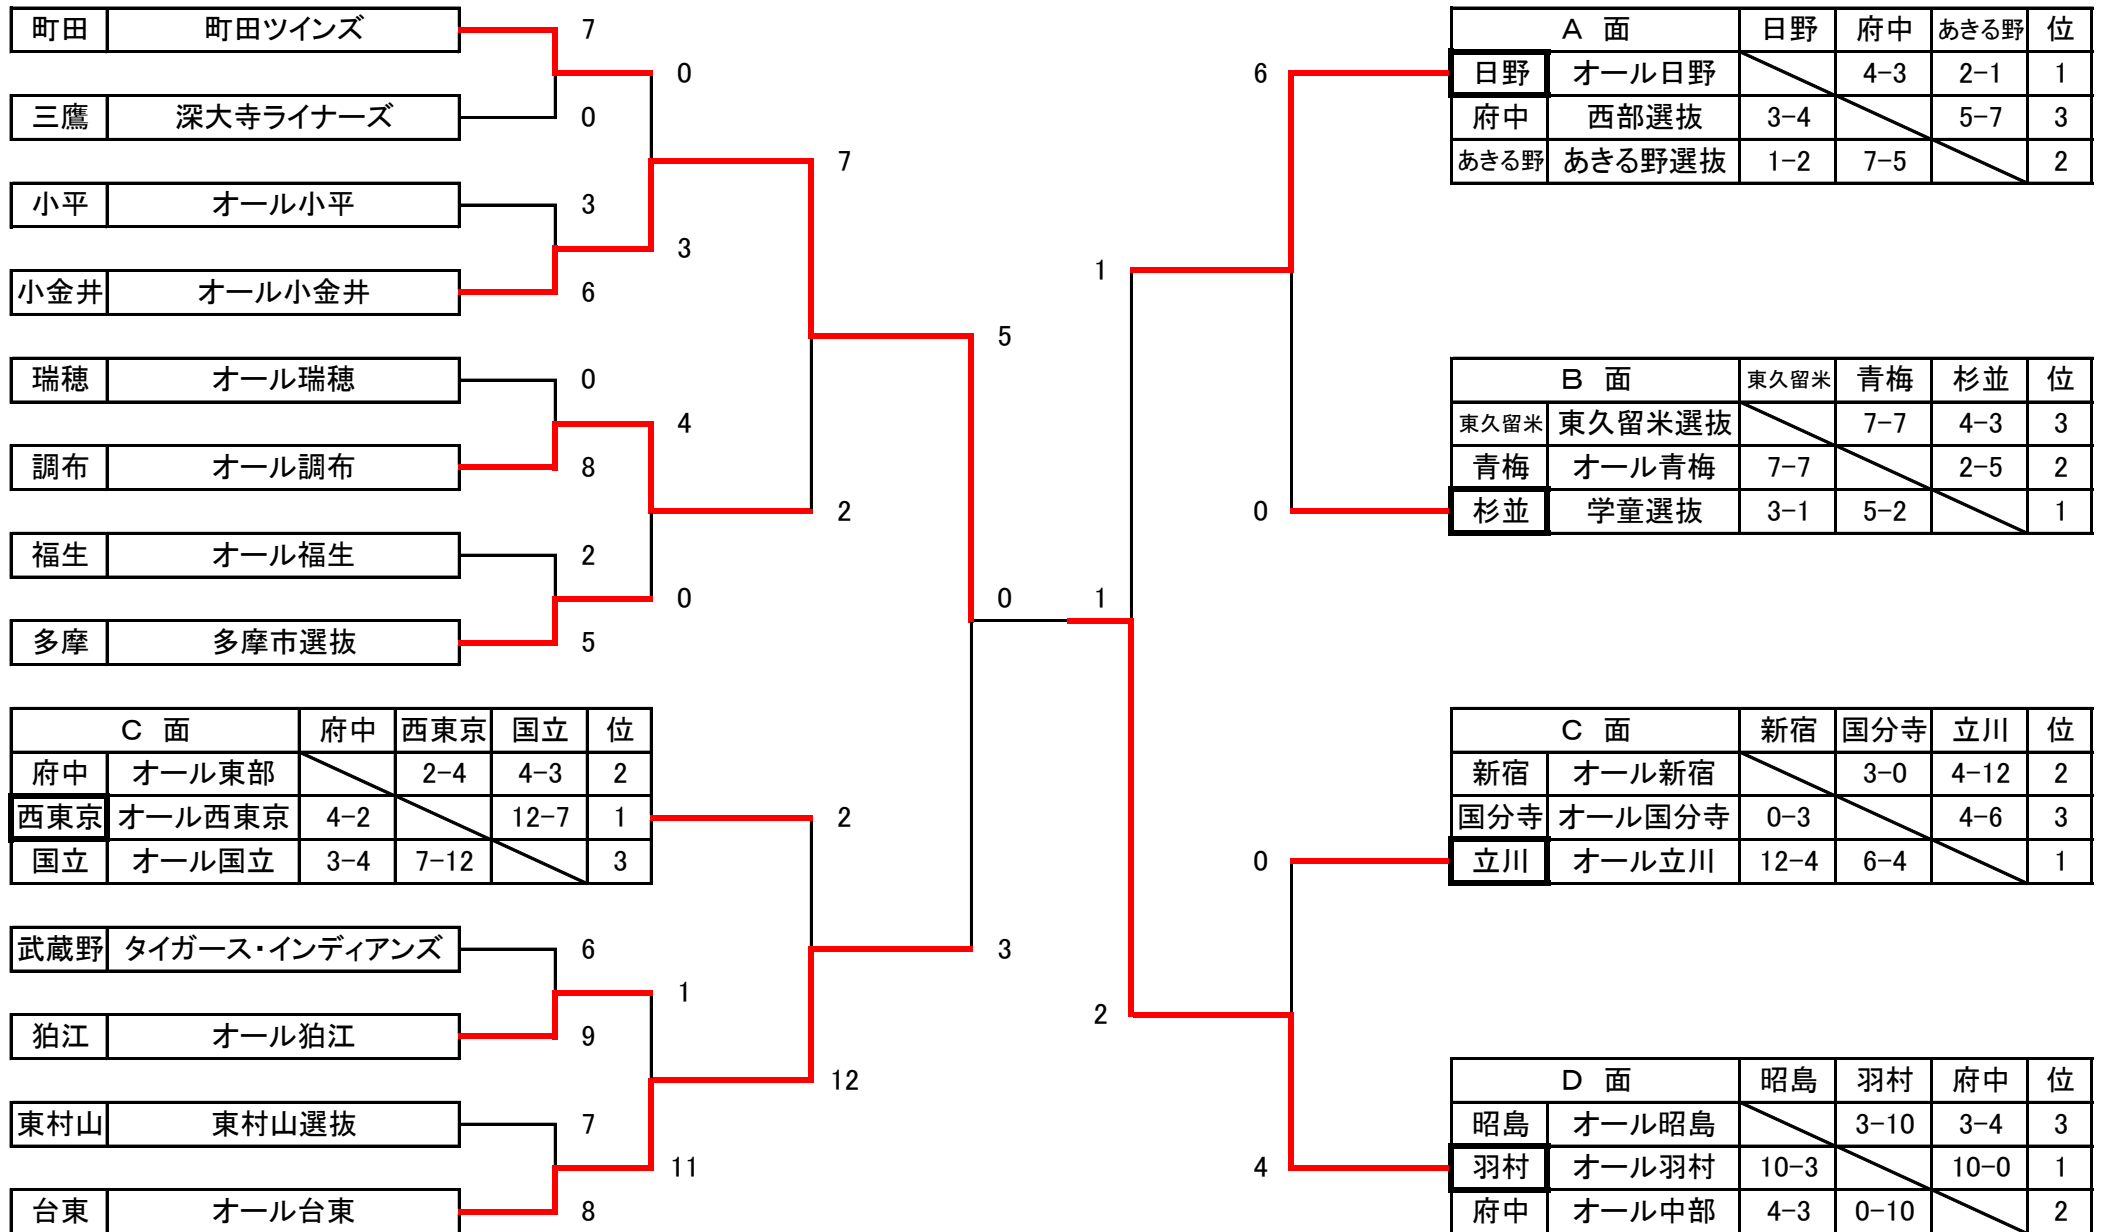 町田 町田ツインズ 7
0
三鷹 深大寺ライナーズ 0
7
小平 オール小平 3
3
小金井 オール小金井 6
5
瑞穂 オール瑞穂 0
4
調布 オール調布 8
2
福生 オール福生 2
0
0
多摩 多摩市選抜 5
C 面 府中 西東京 国立 位
府中 オール東部 2-4 4-3 2
西東京 オール西東京 4-2 12-7 1
国立 オール国立 3-4 7-12 3
2
武蔵野 タイガース・インディアンズ 6
3
1
狛江 オール狛江 9
12
東村山 東村山選抜 7
11
台東 オール台東 8
A 面 日野 府中 あきる野 位
日野 オール日野 4-3 2-1 1
府中 西部選抜 3-4 5-7 3
あきる野 あきる野選抜 1-2 7-5 2
6
1
B 面 東久留米 青梅 杉並 位
東久留米 東久留米選抜 7-7 4-3 3
青梅 オール青梅 7-7 2-5 2
杉並 学童選抜 3-1 5-2 1
0
1
C 面 新宿 国分寺 立川 位
新宿 オール新宿 3-0 4-12 2
国分寺 オール国分寺 0-3 4-6 3
立川 オール立川 12-4 6-4 1
0
2
D 面 昭島 羽村 府中 位
昭島 オール昭島 3-10 3-4 3
羽村 オール羽村 10-3 10-0 1
府中 オール中部 4-3 0-10 2
4